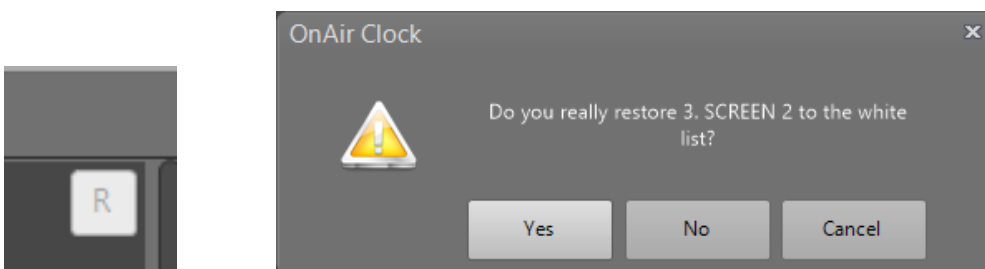 OnAir Clock
Do you really restore 3. SCREEN 2 to the white
list?
R
Yes No Cancel